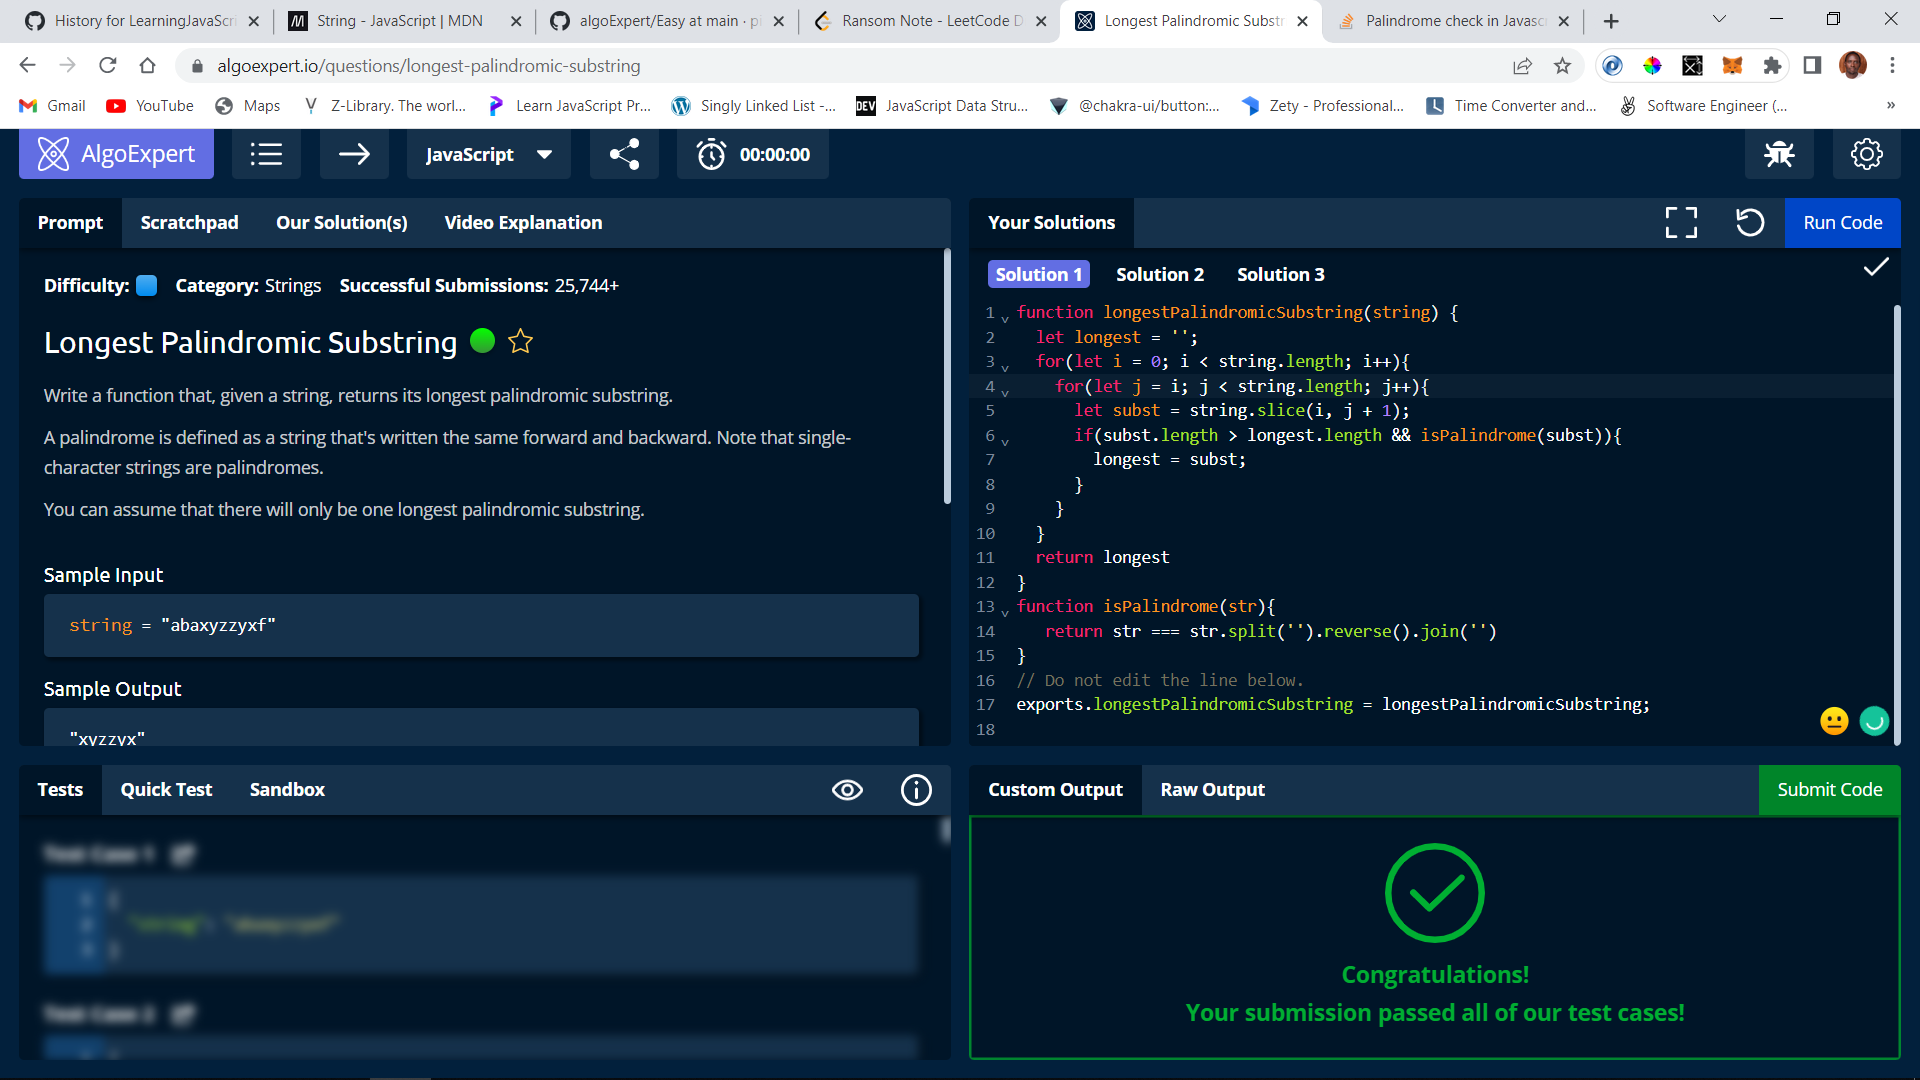 History for LearningJavaScri
String - JavaScript | MDN
algoExpert/Easy at main · pi
Ransom Note - LeetCode D
Longest Palindromic Substr
Palindrome check in Javasc
algoexpert.io/questions/longest-palindromic-substring
Gmail
YouTube
Maps
Z-Library. The worl...
Learn JavaScript Pr...
Singly Linked List -...
DEV
JavaScript Data Stru...
@chakra-ui/button:...
Zety - Professional...
Time Converter and...
Software Engineer (...
»
AlgoExpert
JavaScript
00:00:00
Prompt
Scratchpad
Our Solution(s)
Video Explanation
Difficulty:
Category: Strings
Successful Submissions: 25,744+
Longest Palindromic Substring
Write a function that, given a string, returns its longest palindromic substring.
A palindrome is defined as a string that's written the same forward and backward. Note that single-
character strings are palindromes.
You can assume that there will only be one longest palindromic substring.
Sample Input
string = "abaxyzzyxf"
Sample Output
"xyzzyx"
Your Solutions
Run Code
Solution 1
Solution 2
Solution 3
1 function longestPalindromicSubstring(string) {
2 let longest = '';
3 for(let i = 0; i < string.length; i++){
4 for(let j = i; j < string.length; j++){
5 let subst = string.slice(i, j + 1);
6 if(subst.length > longest.length && isPalindrome(subst)){
7 longest = subst;
8 }
9 }
10 }
11 return longest
12 }
13 function isPalindrome(str){
14 return str === str.split('').reverse().join('')
15 }
16 // Do not edit the line below.
17 exports.longestPalindromicSubstring = longestPalindromicSubstring;
18
Tests
Quick Test
Sandbox
Test Case 1
"string":
Test Case 2
Custom Output
Raw Output
Submit Code
Congratulations!
Your submission passed all of our test cases!